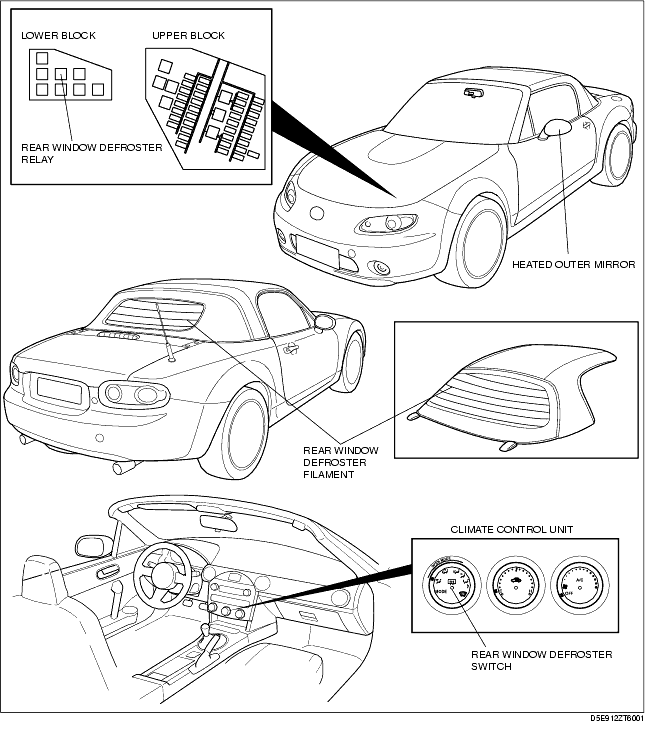 LOWER BLOCK
UPPER BLOCK
REAR WINDOW DEFROSTER
RELAY
HEATED OUTER MIRROR
REAR WINDOW
DEFROSTER
FILAMENT
CLIMATE CONTROL UNIT
MODE
A/C
OFF
REAR WINDOW DEFROSTER
SWITCH
D5E912ZT6001